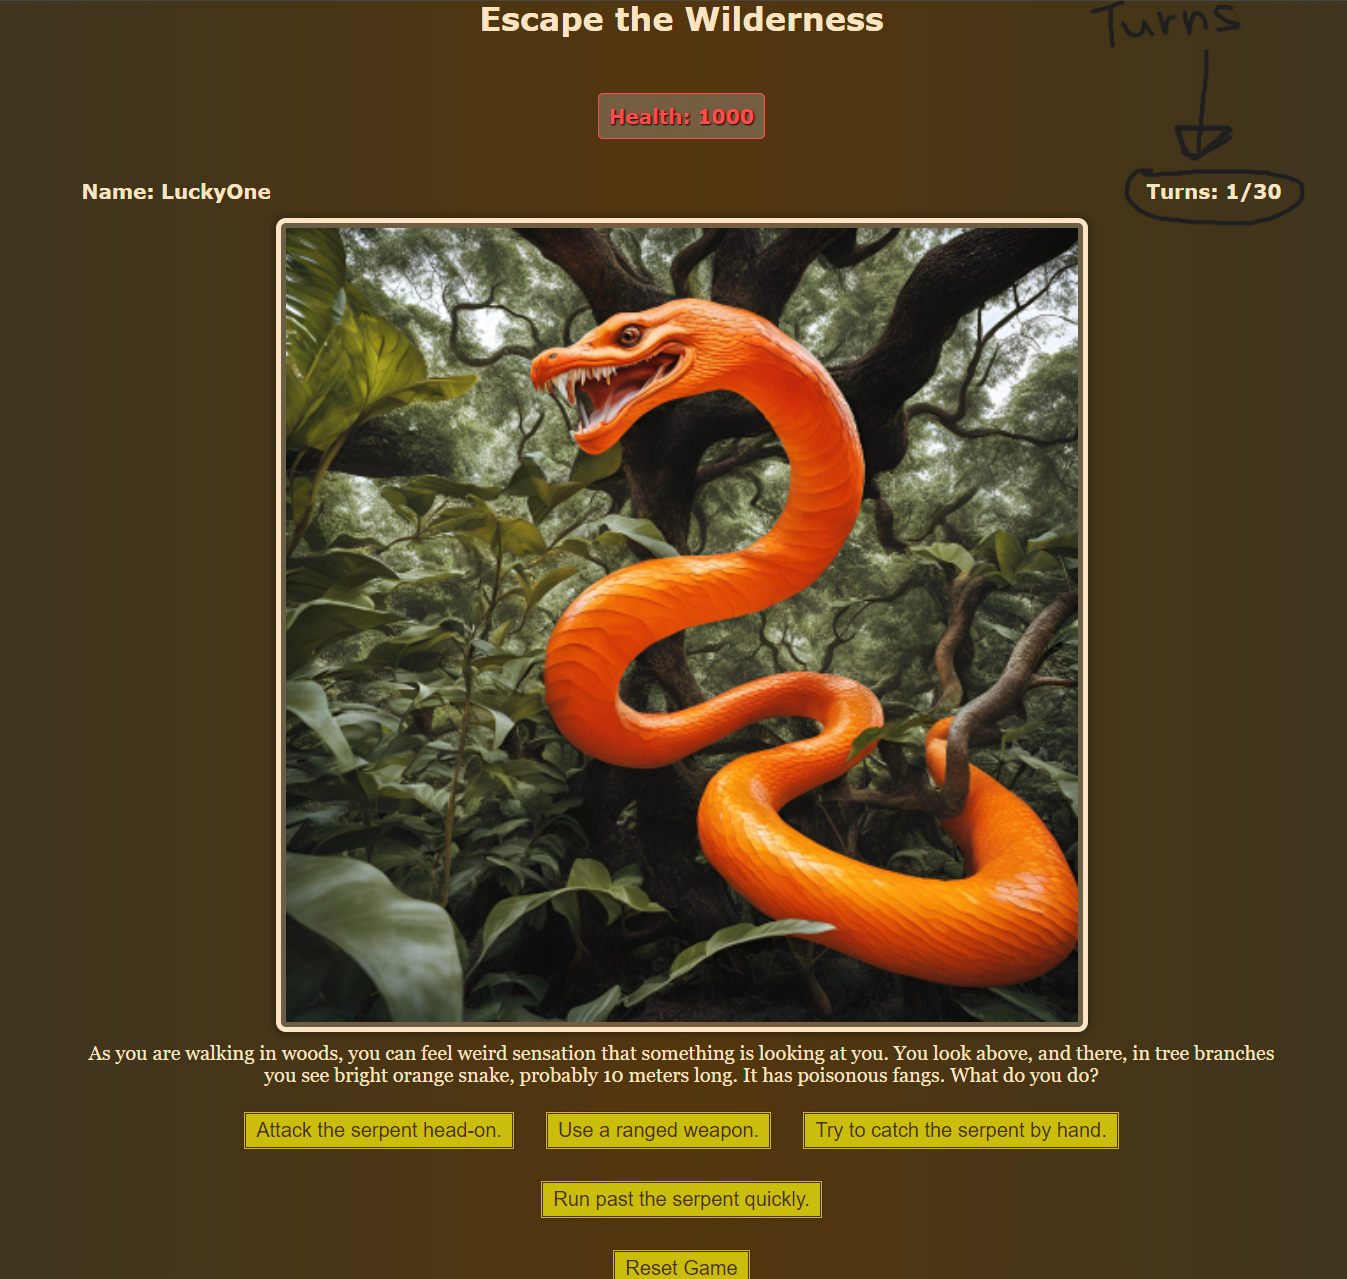 Escape the Wilderness
Turns
Health: 1000
Name: LuckyOne
Turns: 1/30
As you are walking in woods, you can feel weird sensation that something is looking at you. You look above, and there, in tree branches
you see bright orange snake, probably 10 meters long. It has poisonous fangs. What do you do?
Attack the serpent head-on.
Use a ranged weapon.
Try to catch the serpent by hand.
Run past the serpent quickly.
Reset Game